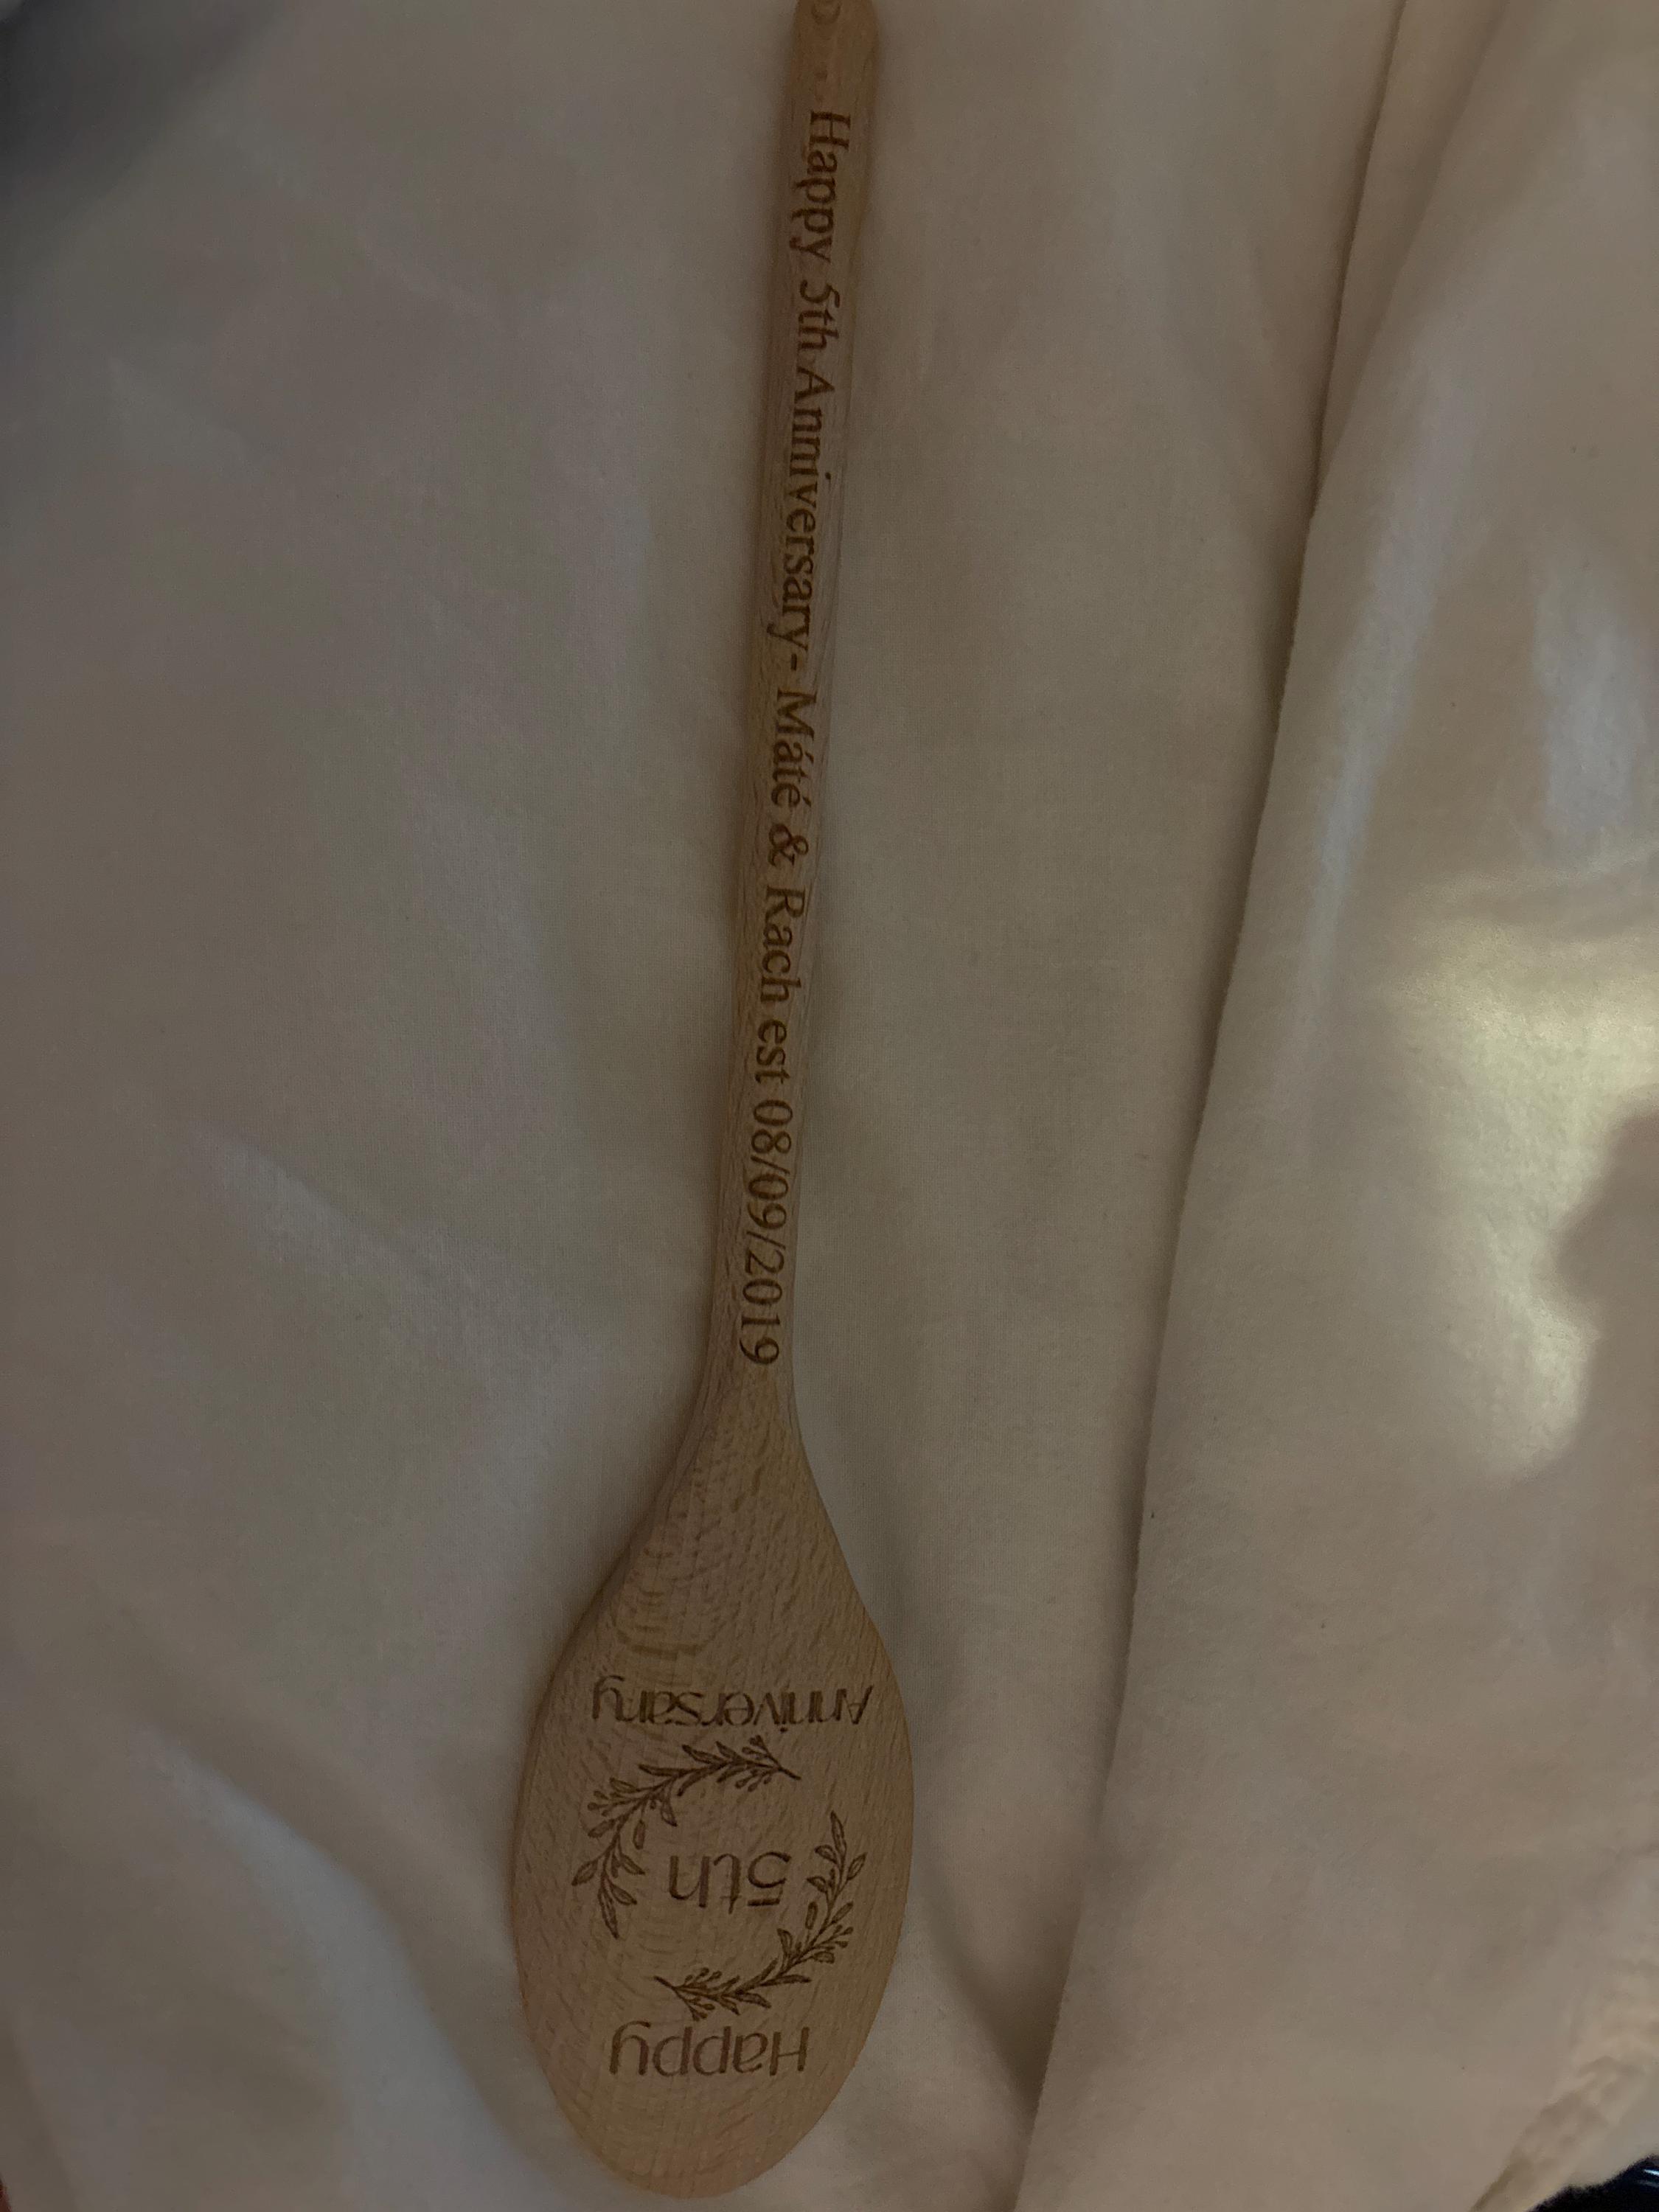 Happy 5th Anniversary- Máté & Rach est 08/09/2019
Happy
5th
Anniversary